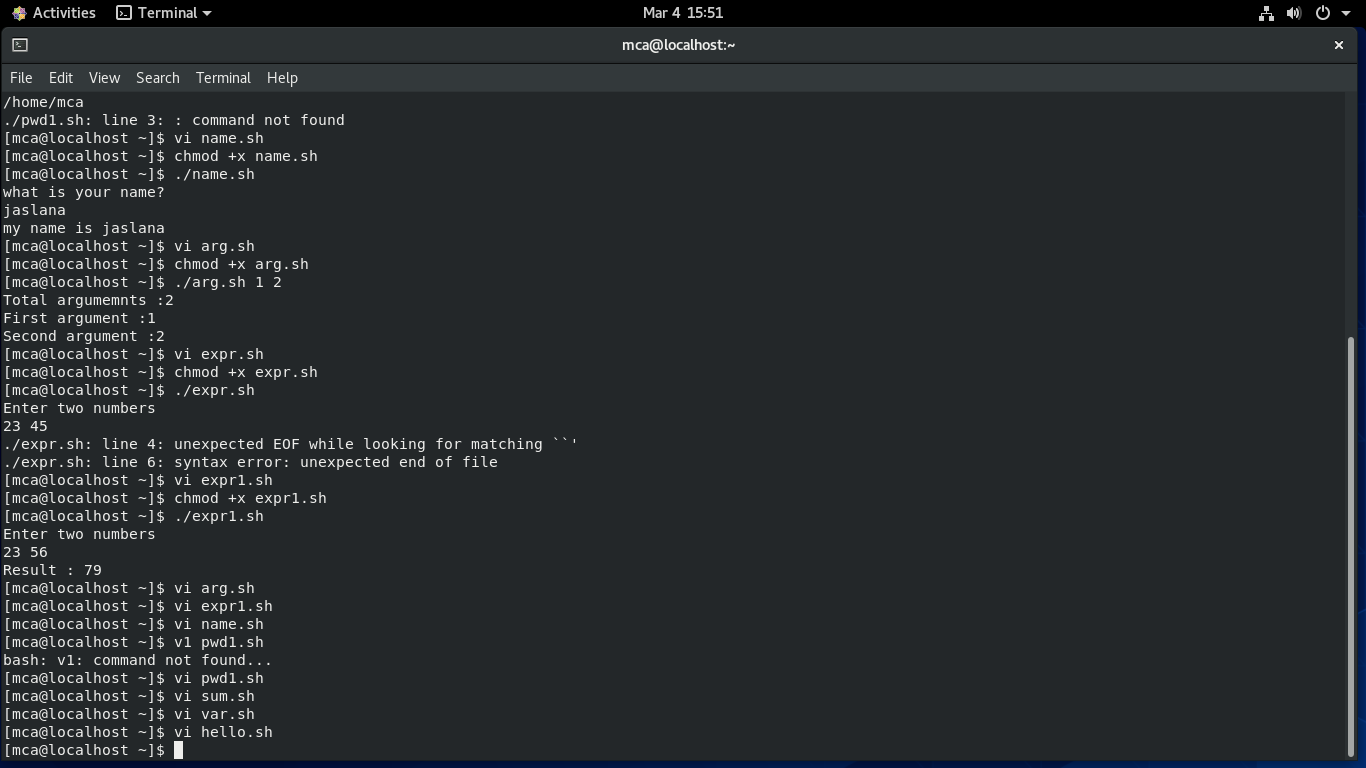 Activities Terminal Mar 4 15:51
mca@localhost:~
File Edit View Search Terminal Help
/home/mca
./pwd1.sh: line 3: : command not found
[mca@localhost ~]$ vi name.sh
[mca@localhost ~]$ chmod +x name.sh
[mca@localhost ~]$ ./name.sh
what is your name?
jaslana
my name is jaslana
[mca@localhost ~]$ vi arg.sh
[mca@localhost ~]$ chmod +x arg.sh
[mca@localhost ~]$ ./arg.sh 1 2
Total argumemnts :2
First argument :1
Second argument :2
[mca@localhost ~]$ vi expr.sh
[mca@localhost ~]$ chmod +x expr.sh
[mca@localhost ~]$ ./expr.sh
Enter two numbers
23 45
./expr.sh: line 4: unexpected EOF while looking for matching ``'
./expr.sh: line 6: syntax error: unexpected end of file
[mca@localhost ~]$ vi expr1.sh
[mca@localhost ~]$ chmod +x expr1.sh
[mca@localhost ~]$ ./expr1.sh
Enter two numbers
23 56
Result : 79
[mca@localhost ~]$ vi arg.sh
[mca@localhost ~]$ vi expr1.sh
[mca@localhost ~]$ vi name.sh
[mca@localhost ~]$ v1 pwd1.sh
bash: v1: command not found...
[mca@localhost ~]$ vi pwd1.sh
[mca@localhost ~]$ vi sum.sh
[mca@localhost ~]$ vi var.sh
[mca@localhost ~]$ vi hello.sh
[mca@localhost ~]$